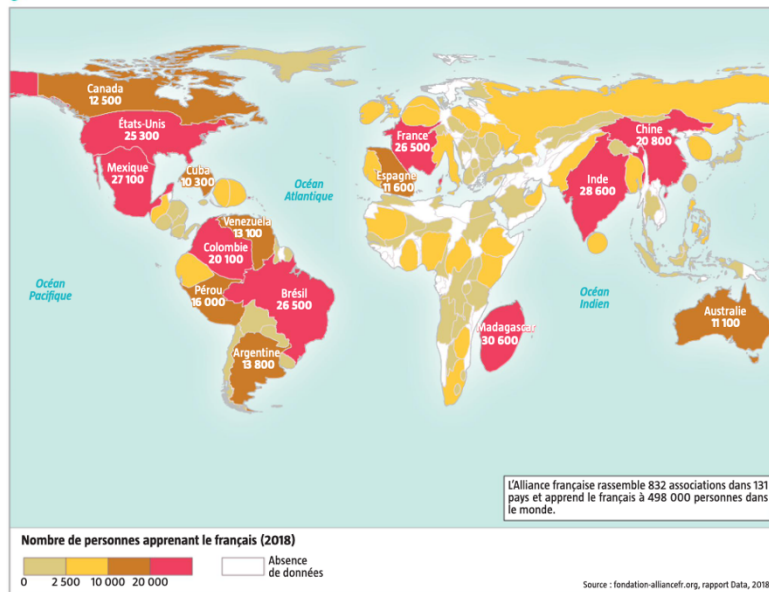 Canada
12 500
États-Unis
25 300
Mexique
27 100
Cuba
10 300
Océan
Atlantique
France
26 500
Espagne
11 600
Chine
20 800
Inde
28 600
Venezuela
13 100
Colombie
20 100
Océan
Pacifique
Pérou
16 000
Brésil
26 500
Argentine
13 800
Océan
Indien
Madagascar
30 600
Australie
11 100
L'Alliance française rassemble 832 associations dans 131
pays et apprend le français à 498 000 personnes dans
le monde.
Nombre de personnes apprenant le français (2018)
0 2 500 10 000 20 000
Absence
de données
Source : fondation-alliancefr.org, rapport Data, 2018